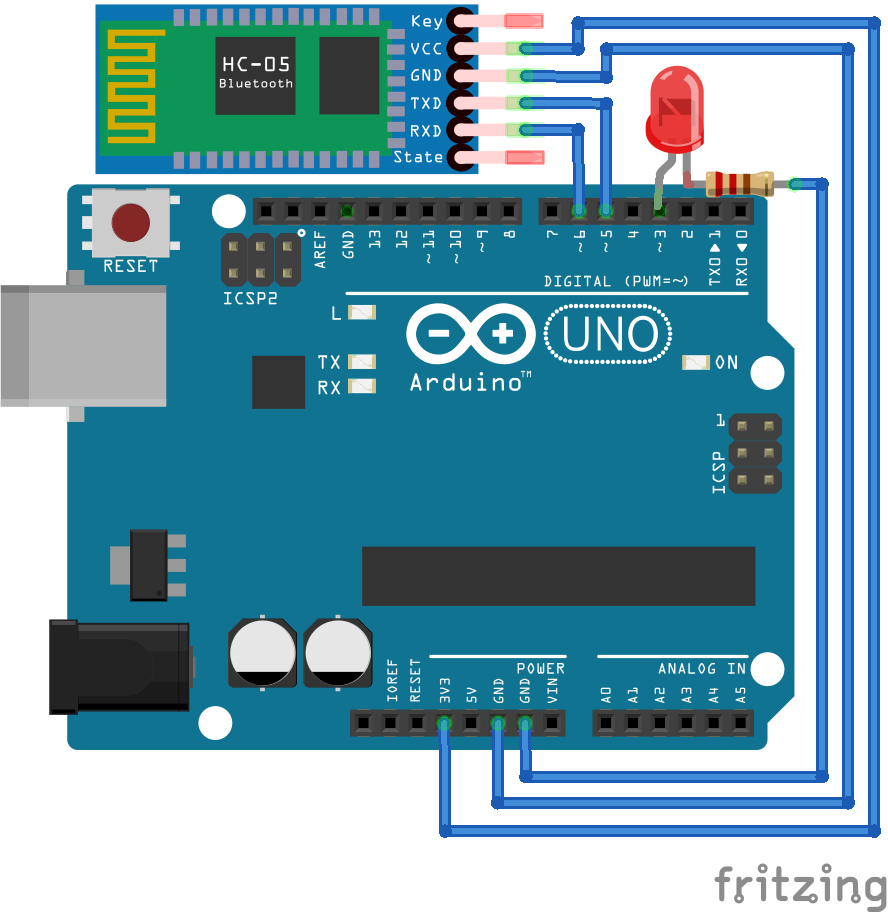 Key
VCC
GND
TXD
RXD
State
HC-05
Bluetooth
RESET
ICSP2
AREF
GND
13
12
~11
~10
~9
8
7
~6
~5
4
~3
2
TX0▶1
RX0◀0
DIGITAL (PWM=~)
L
TX
RX
Arduino™
UNO
ON
1
ICSP
IOREF
RESET
3V3
5V
GND
GND
VIN
POWER
ANALOG IN
A0
A1
A2
A3
A4
A5
fritzing